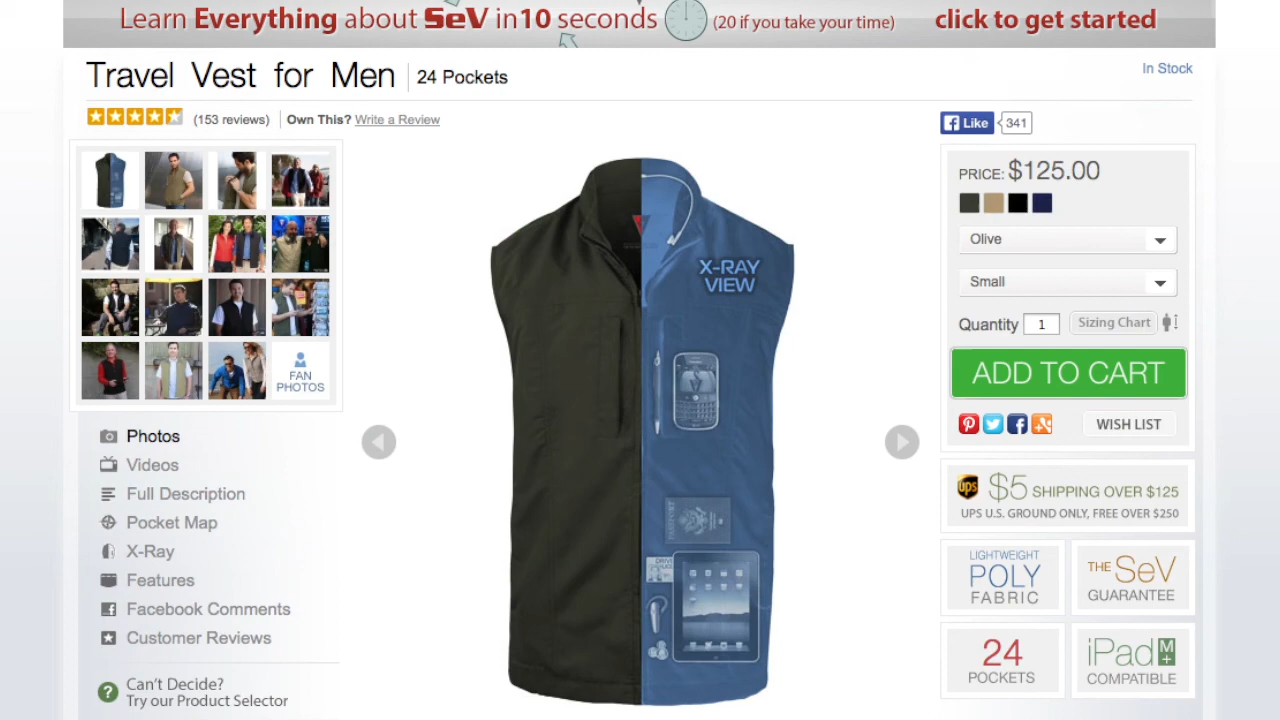 Learn Everything about SeV in 10 seconds (20 if you take your time) click to get started
Travel Vest for Men 24 Pockets
In Stock
(153 reviews) Own This? Write a Review
Like 341
PRICE: $125.00
Olive
Small
Quantity 1 Sizing Chart
ADD TO CART
WISH LIST
X-RAY
VIEW
PASSPORT
FAN
PHOTOS
Photos
Videos
Full Description
Pocket Map
X-Ray
Features
Facebook Comments
Customer Reviews
? Can't Decide?
Try our Product Selector
ups $5 SHIPPING OVER $125
UPS U.S. GROUND ONLY, FREE OVER $250
LIGHTWEIGHT
POLY
FABRIC
THE SeV
GUARANTEE
24
POCKETS
iPad M+
COMPATIBLE